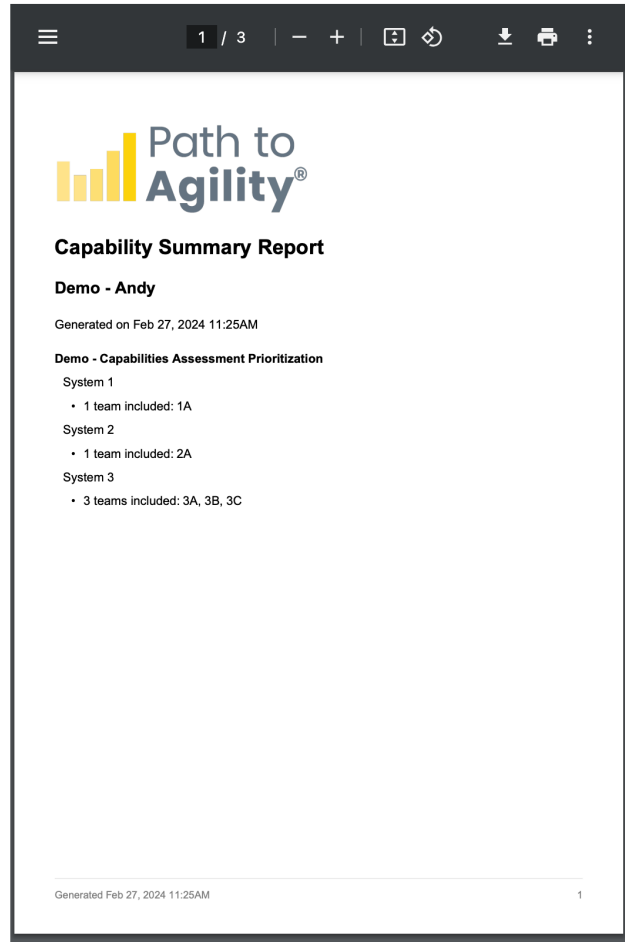 1 / 3
Path to
Agility®
Capability Summary Report
Demo - Andy
Generated on Feb 27, 2024 11:25AM
Demo - Capabilities Assessment Prioritization
System 1
• 1 team included: 1A
System 2
• 1 team included: 2A
System 3
• 3 teams included: 3A, 3B, 3C
Generated Feb 27, 2024 11:25AM 1